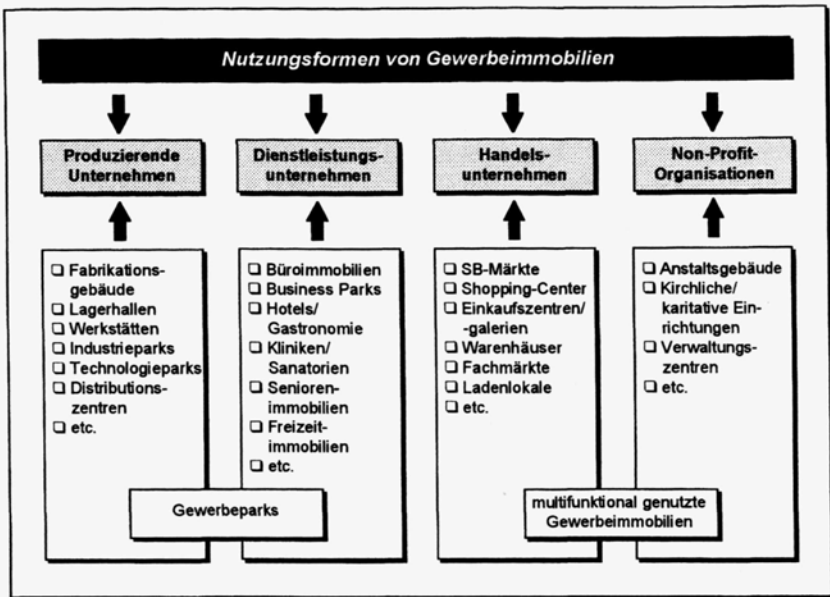 Nutzungsformen von Gewerbeimmobilien
Produzierende
Unternehmen
Dienstleistungs-
unternehmen
Handels-
unternehmen
Non-Profit-
Organisationen
❑ Fabrikations-
gebäude
❑ Lagerhallen
❑ Werkstätten
❑ Industrieparks
❑ Technologieparks
❑ Distributions-
zentren
❑ etc.
❑ Büroimmobilien
❑ Business Parks
❑ Hotels/
Gastronomie
❑ Kliniken/
Sanatorien
❑ Senioren-
immobilien
❑ Freizeit-
immobilien
❑ etc.
❑ SB-Märkte
❑ Shopping-Center
❑ Einkaufszentren/
-galerien
❑ Warenhäuser
❑ Fachmärkte
❑ Ladenlokale
❑ etc.
❑ Anstaltsgebäude
❑ Kirchliche/
karitative Ein-
richtungen
❑ Verwaltungs-
zentren
❑ etc.
Gewerbeparks
multifunktional genutzte
Gewerbeimmobilien